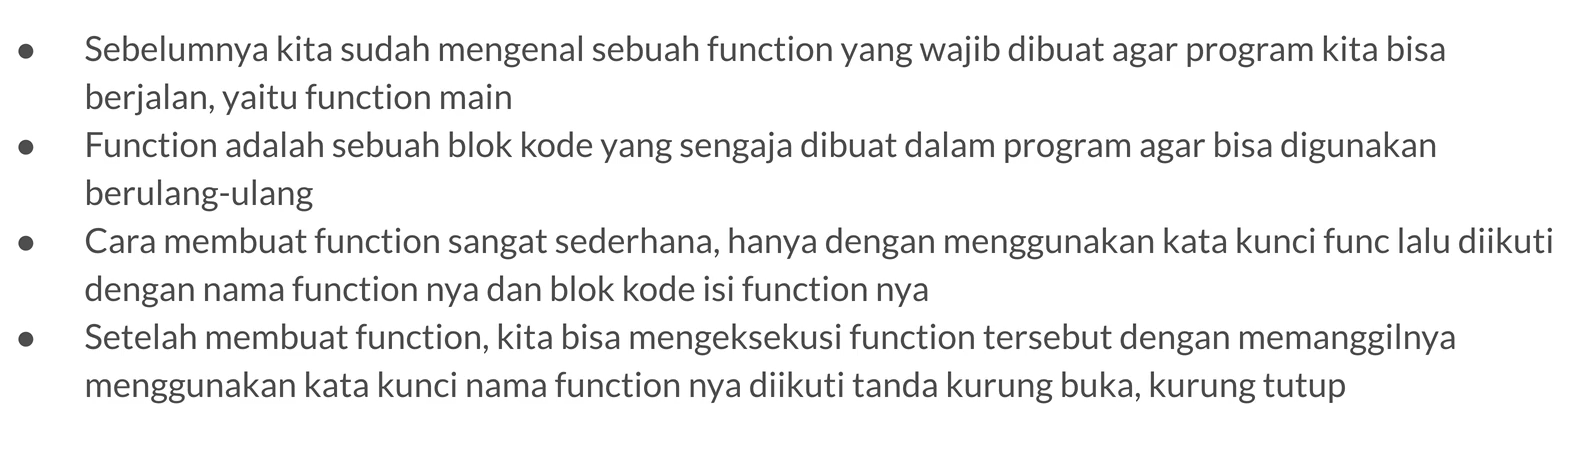 ● Sebelumnya kita sudah mengenal sebuah function yang wajib dibuat agar program kita bisa
berjalan, yaitu function main
● Function adalah sebuah blok kode yang sengaja dibuat dalam program agar bisa digunakan
berulang-ulang
● Cara membuat function sangat sederhana, hanya dengan menggunakan kata kunci func lalu diikuti
dengan nama function nya dan blok kode isi function nya
● Setelah membuat function, kita bisa mengeksekusi function tersebut dengan memanggilnya
menggunakan kata kunci nama function nya diikuti tanda kurung buka, kurung tutup